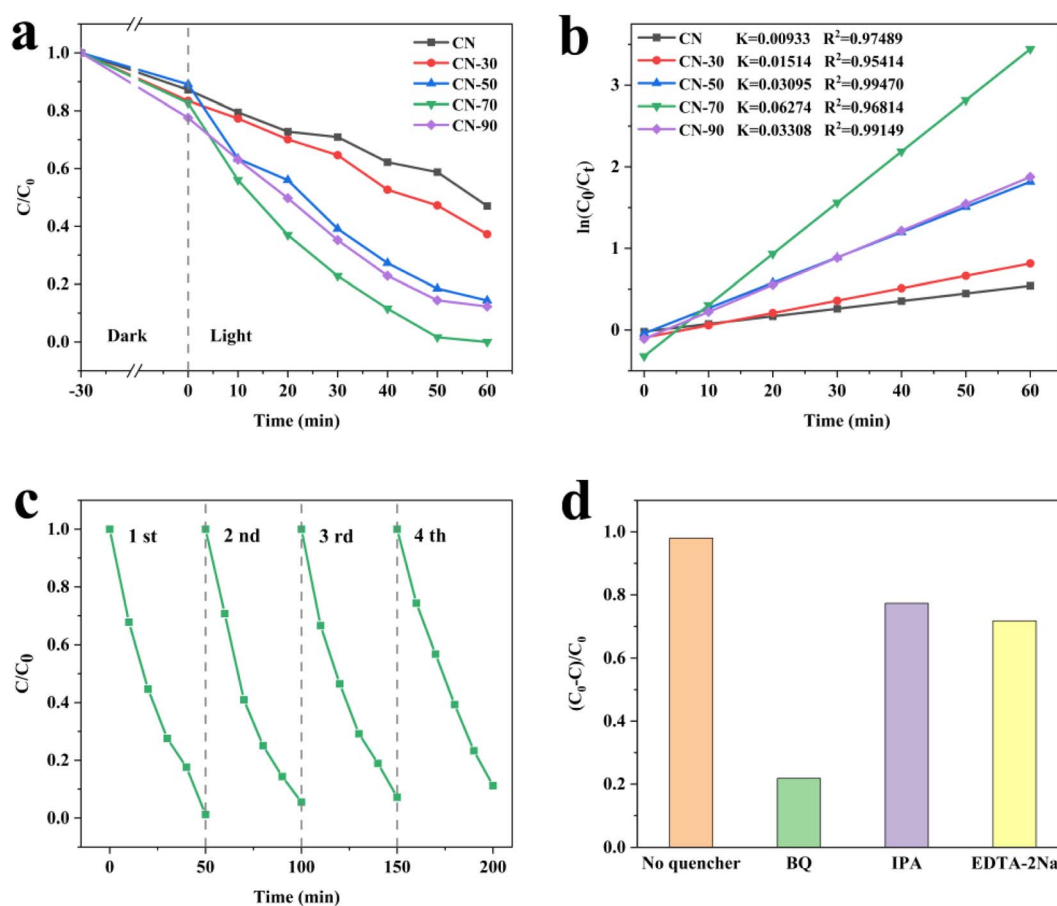 a
CN
CN-30
CN-50
CN-70
CN-90
1.0
0.8
0.6
0.4
0.2
0.0
C/C₀
Dark
Light
-30
0
10
20
30
40
50
60
Time (min)
b
CN K=0.00933 R²=0.97489
CN-30 K=0.01514 R²=0.95414
CN-50 K=0.03095 R²=0.99470
CN-70 K=0.06274 R²=0.96814
CN-90 K=0.03308 R²=0.99149
3
2
1
0
ln(C₀/Cₜ)
0
10
20
30
40
50
60
Time (min)
c
1 st
2 nd
3 rd
4 th
1.0
0.8
0.6
0.4
0.2
0.0
C/C₀
0
50
100
150
200
Time (min)
d
1.0
0.8
0.6
0.4
0.2
0.0
(C₀-C)/C₀
No quencher
BQ
IPA
EDTA-2Na